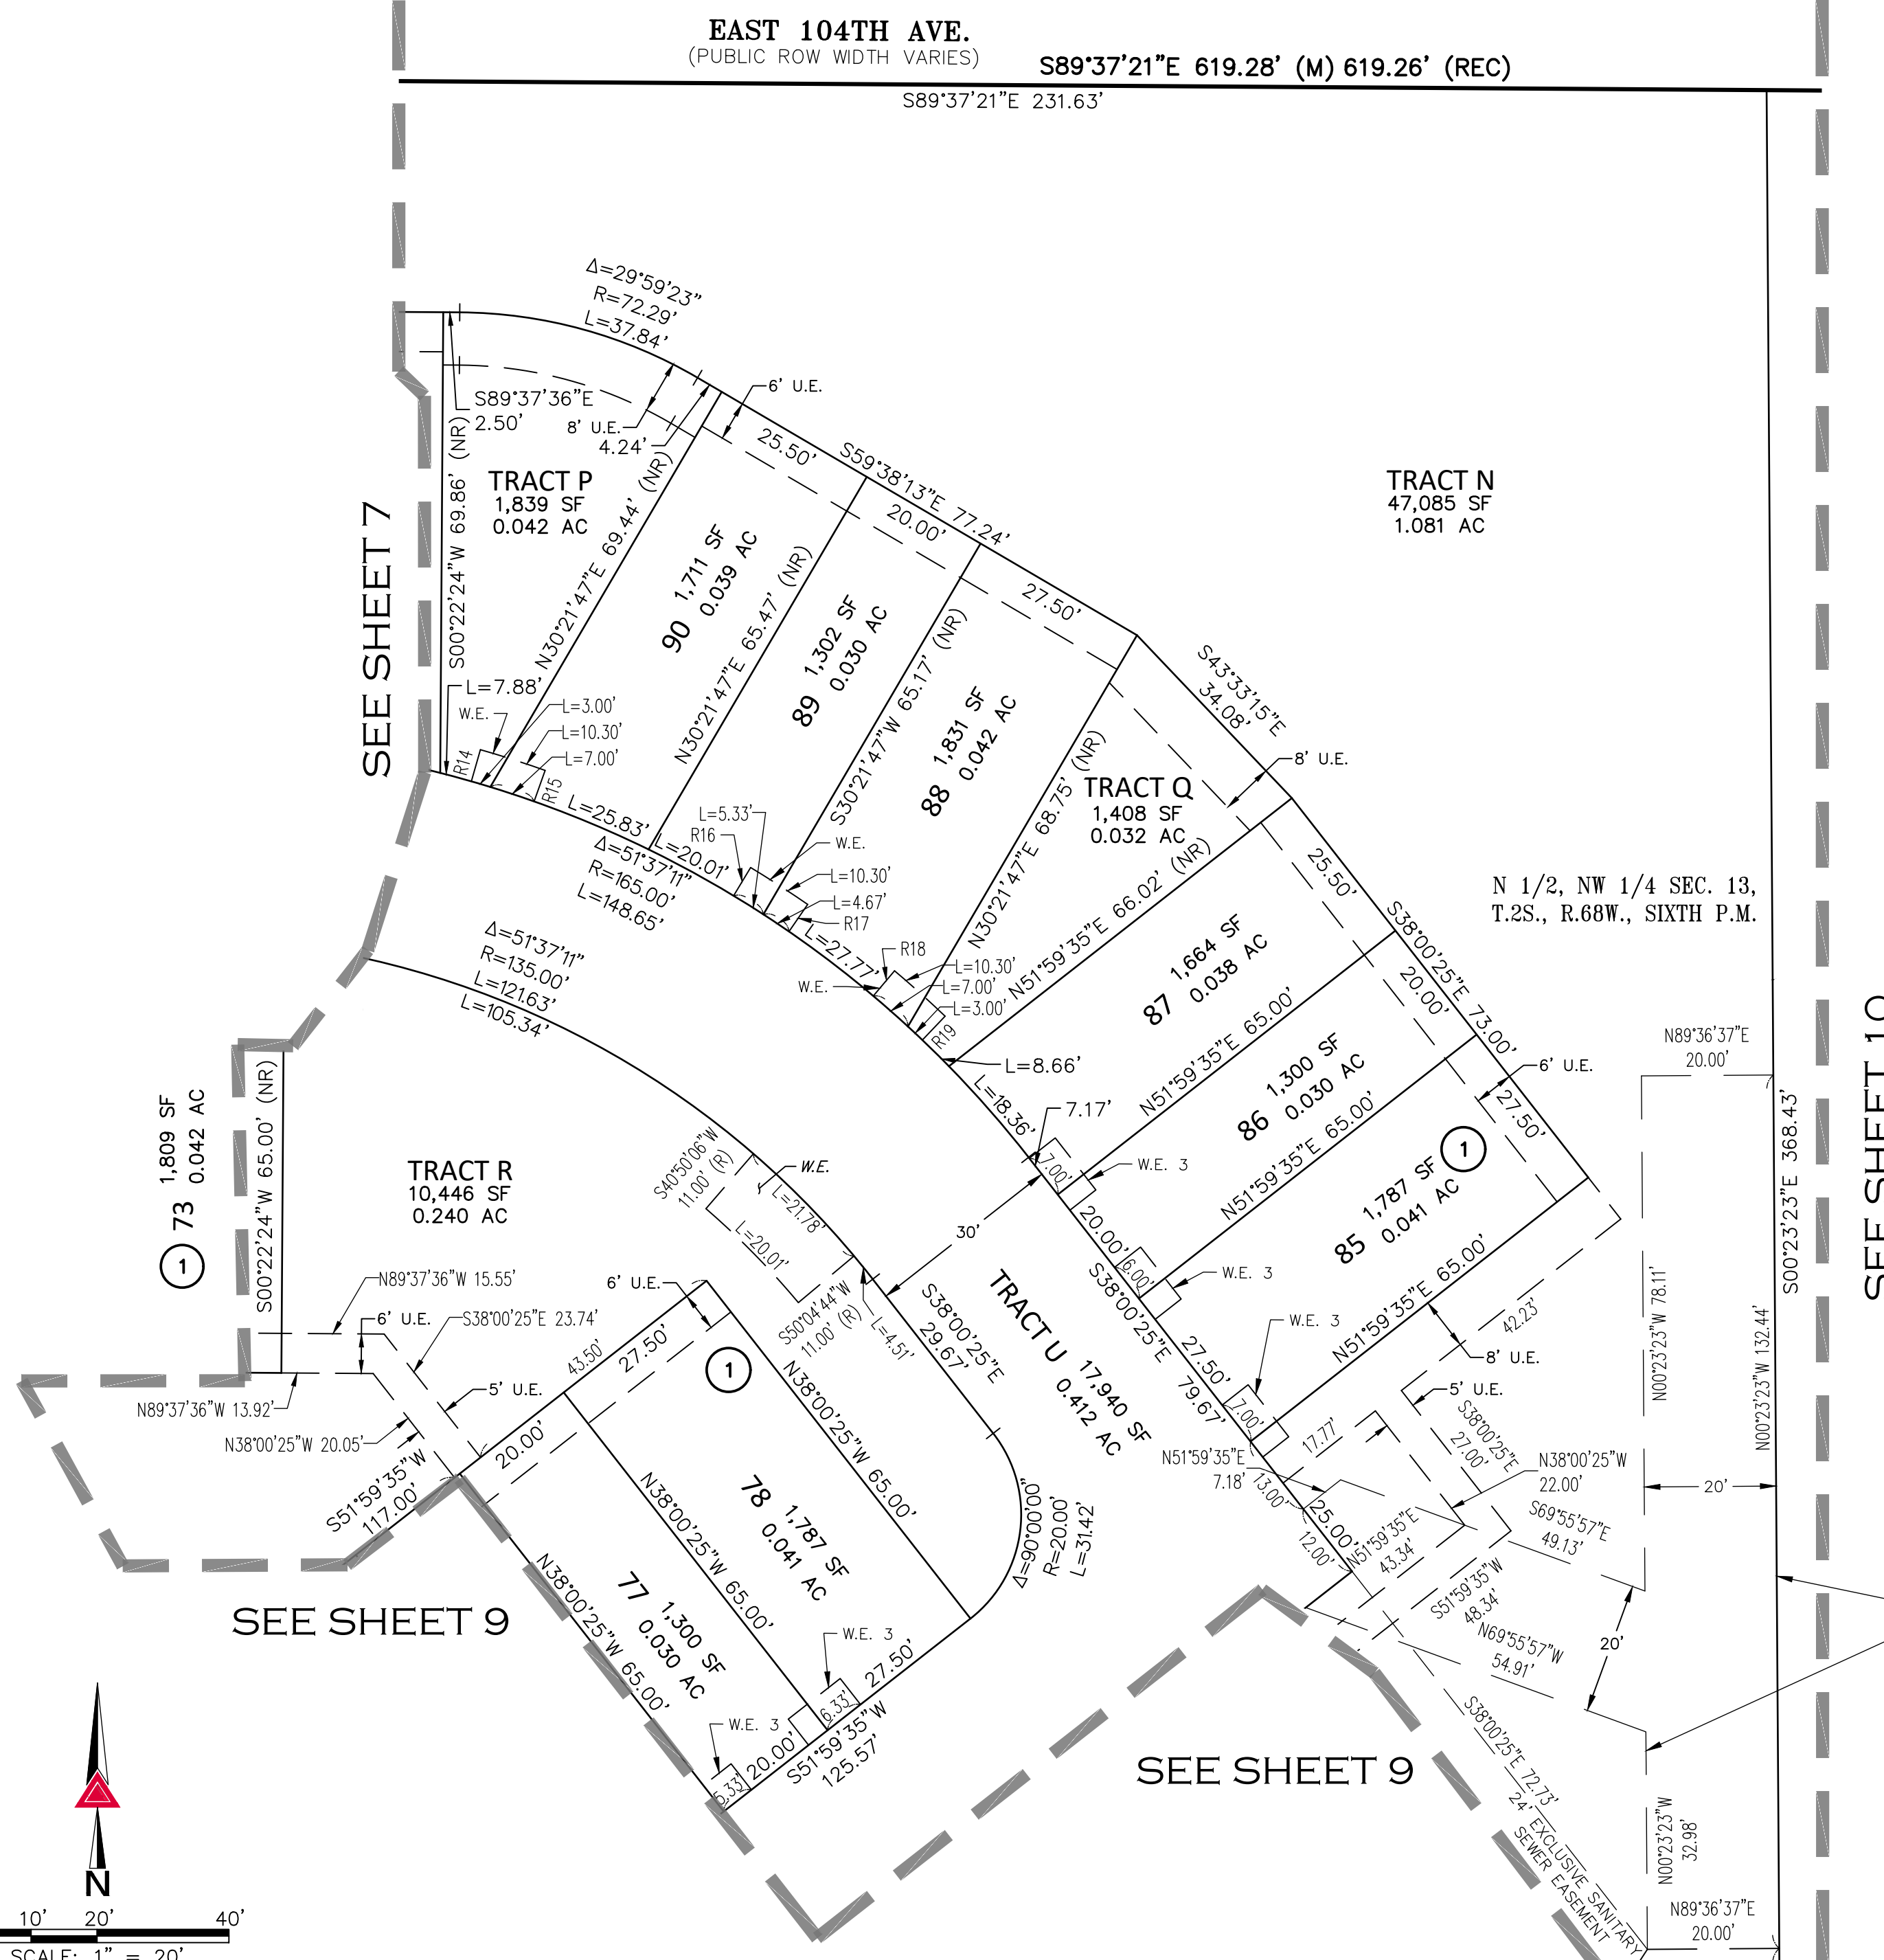 EAST 104TH AVE.
(PUBLIC ROW WIDTH VARIES)
S89°37'21"E 619.28' (M) 619.26' (REC)
S89°37'21"E 231.63'
Δ=29°59'23"
R=72.29'
L=37.84'
S89°37'36"E
2.50'
8' U.E.
4.24'
6' U.E.
25.50'
S59°38'13"E 77.24'
20.00'
27.50'
TRACT P
1,839 SF
0.042 AC
TRACT N
47,085 SF
1.081 AC
SEE SHEET 7
S00°22'24"W 69.86' (NR)
N30°21'47"E 69.44' (NR)
90 1,711 SF
0.039 AC
N30°21'47"E 65.47' (NR)
89 1,302 SF
0.030 AC
S30°21'47"W 65.17' (NR)
88 1,831 SF
0.042 AC
N30°21'47"E 68.75' (NR)
S43°33'15"E
34.08'
8' U.E.
TRACT Q
1,408 SF
0.032 AC
L=7.88'
W.E.
L=3.00'
L=10.30'
L=7.00'
R14
R15
L=25.83'
L=20.01'
Δ=51°37'11"
R=165.00'
L=148.65'
L=5.33'
R16
W.E.
L=10.30'
L=4.67'
R17
L=27.77'
R18
L=10.30'
W.E.
L=7.00'
L=3.00'
R19
N51°59'35"E 66.02' (NR)
25.50'
N 1/2, NW 1/4 SEC. 13,
T.2S., R.68W., SIXTH P.M.
87 1,664 SF
0.038 AC
S38°00'25"E 73.00'
20.00'
L=8.66'
N51°59'35"E 65.00'
86 1,300 SF
0.030 AC
6' U.E.
27.50'
N89°36'37"E
20.00'
SEE SHEET 10
Δ=51°37'11"
R=135.00'
L=121.63'
L=105.34'
L=18.36'
7.17'
7.00'
W.E. 3
N51°59'35"E 65.00'
1
85 1,787 SF
0.041 AC
S00°23'23"E 368.43'
1 73 1,809 SF
0.042 AC
S00°22'24"W 65.00' (NR)
TRACT R
10,446 SF
0.240 AC
S40°50'06"W
11.00' (R)
W.E.
L=21.78'
L=20.01'
S50°04'44"W
11.00' (R)
L=4.51'
30'
20.00'
6.00'
W.E. 3
N51°59'35"E 65.00'
42.23'
8' U.E.
N00°23'23"W 78.11'
N00°23'23"W 132.44'
N89°37'36"W 15.55'
6' U.E.
S38°00'25"E 23.74'
5' U.E.
N89°37'36"W 13.92'
N38°00'25"W 20.05'
6' U.E.
43.50'
27.50'
1
S38°00'25"E
29.67'
TRACT U 17,940 SF
0.412 AC
S38°00'25"E
79.67'
27.50'
W.E. 3
7.00'
5' U.E.
S38°00'25"E
27.00'
17.77'
N38°00'25"W
22.00'
N51°59'35"E
7.18'
13.00'
25.00'
12.00'
N51°59'35"E
43.34'
S69°55'57"E
49.13'
20'
S51°59'35"W
48.34'
N69°55'57"W
54.91'
20'
20.00'
S51°59'35"W
117.00'
N38°00'25"W 65.00'
78 1,787 SF
0.041 AC
N38°00'25"W 65.00'
Δ=90°00'00"
R=20.00'
L=31.42'
77 1,300 SF
0.030 AC
N38°00'25"W 65.00'
W.E. 3
6.33'
27.50'
W.E. 3
5.33'
20.00'
S51°59'35"W
125.57'
SEE SHEET 9
SEE SHEET 9
S38°00'25"E 72.73'
24' EXCLUSIVE SANITARY
SEWER EASEMENT
N00°23'23"W
32.98'
N89°36'37"E
20.00'
N
10' 20' 40'
SCALE: 1" = 20'